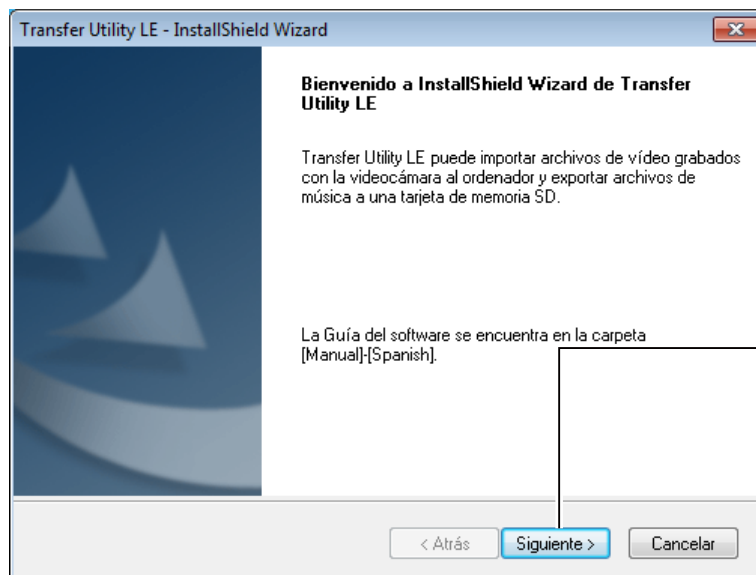 Transfer Utility LE - InstallShield Wizard
Bienvenido a InstallShield Wizard de Transfer
Utility LE
Transfer Utility LE puede importar archivos de vídeo grabados
con la videocámara al ordenador y exportar archivos de
música a una tarjeta de memoria SD.
La Guía del software se encuentra en la carpeta
[Manual]-[Spanish].
< Atrás
Siguiente >
Cancelar